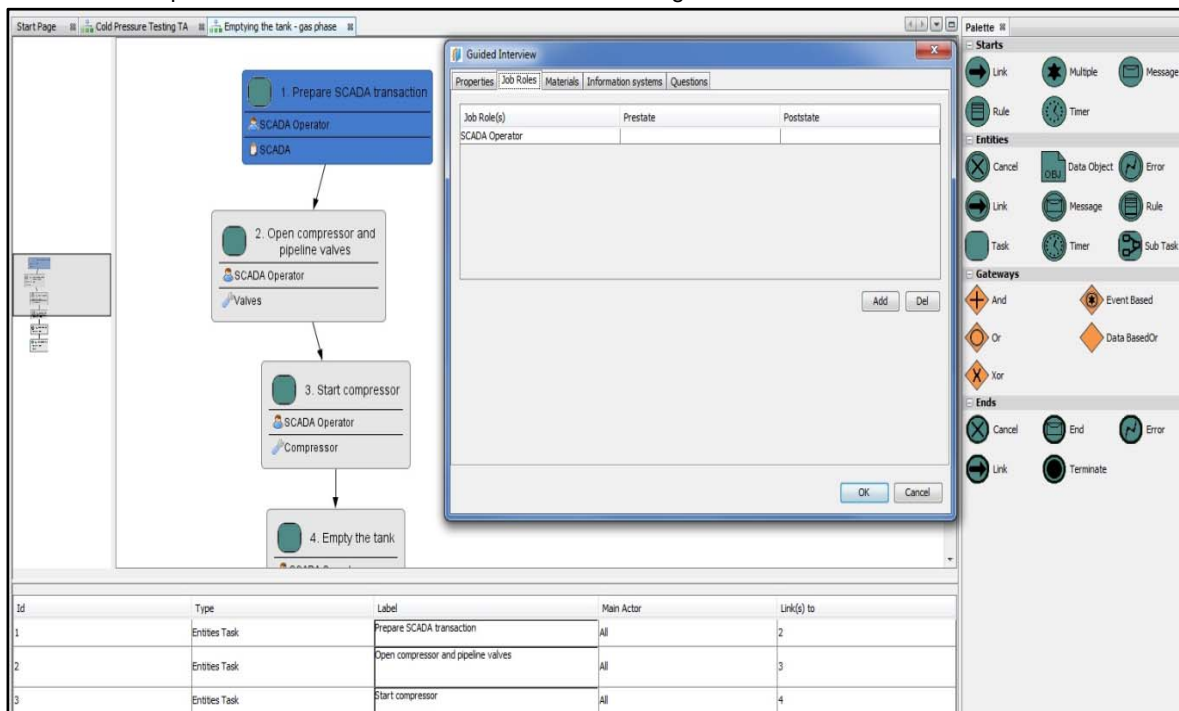 Start Page Cold Pressure Testing TA Emptying the tank - gas phase
1. Prepare SCADA transaction
SCADA Operator
SCADA
2. Open compressor and
pipeline valves
SCADA Operator
Valves
3. Start compressor
SCADA Operator
Compressor
4. Empty the tank
Guided Interview
Properties Job Roles Materials Information systems Questions
Job Role(s) Prestate Poststate
SCADA Operator
Add Del
OK Cancel
Palette
Starts
Link Multiple Message
Rule Timer
Entities
Cancel OBJ Data Object Error
Link Message Rule
Task Timer Sub Task
Gateways
And Event Based
Or Data BasedOr
Xor
Ends
Cancel End Error
Link Terminate
Id Type Label Main Actor Link(s) to
1 Entities Task Prepare SCADA transaction All 2
2 Entities Task Open compressor and pipeline valves All 3
3 Entities Task Start compressor All 4